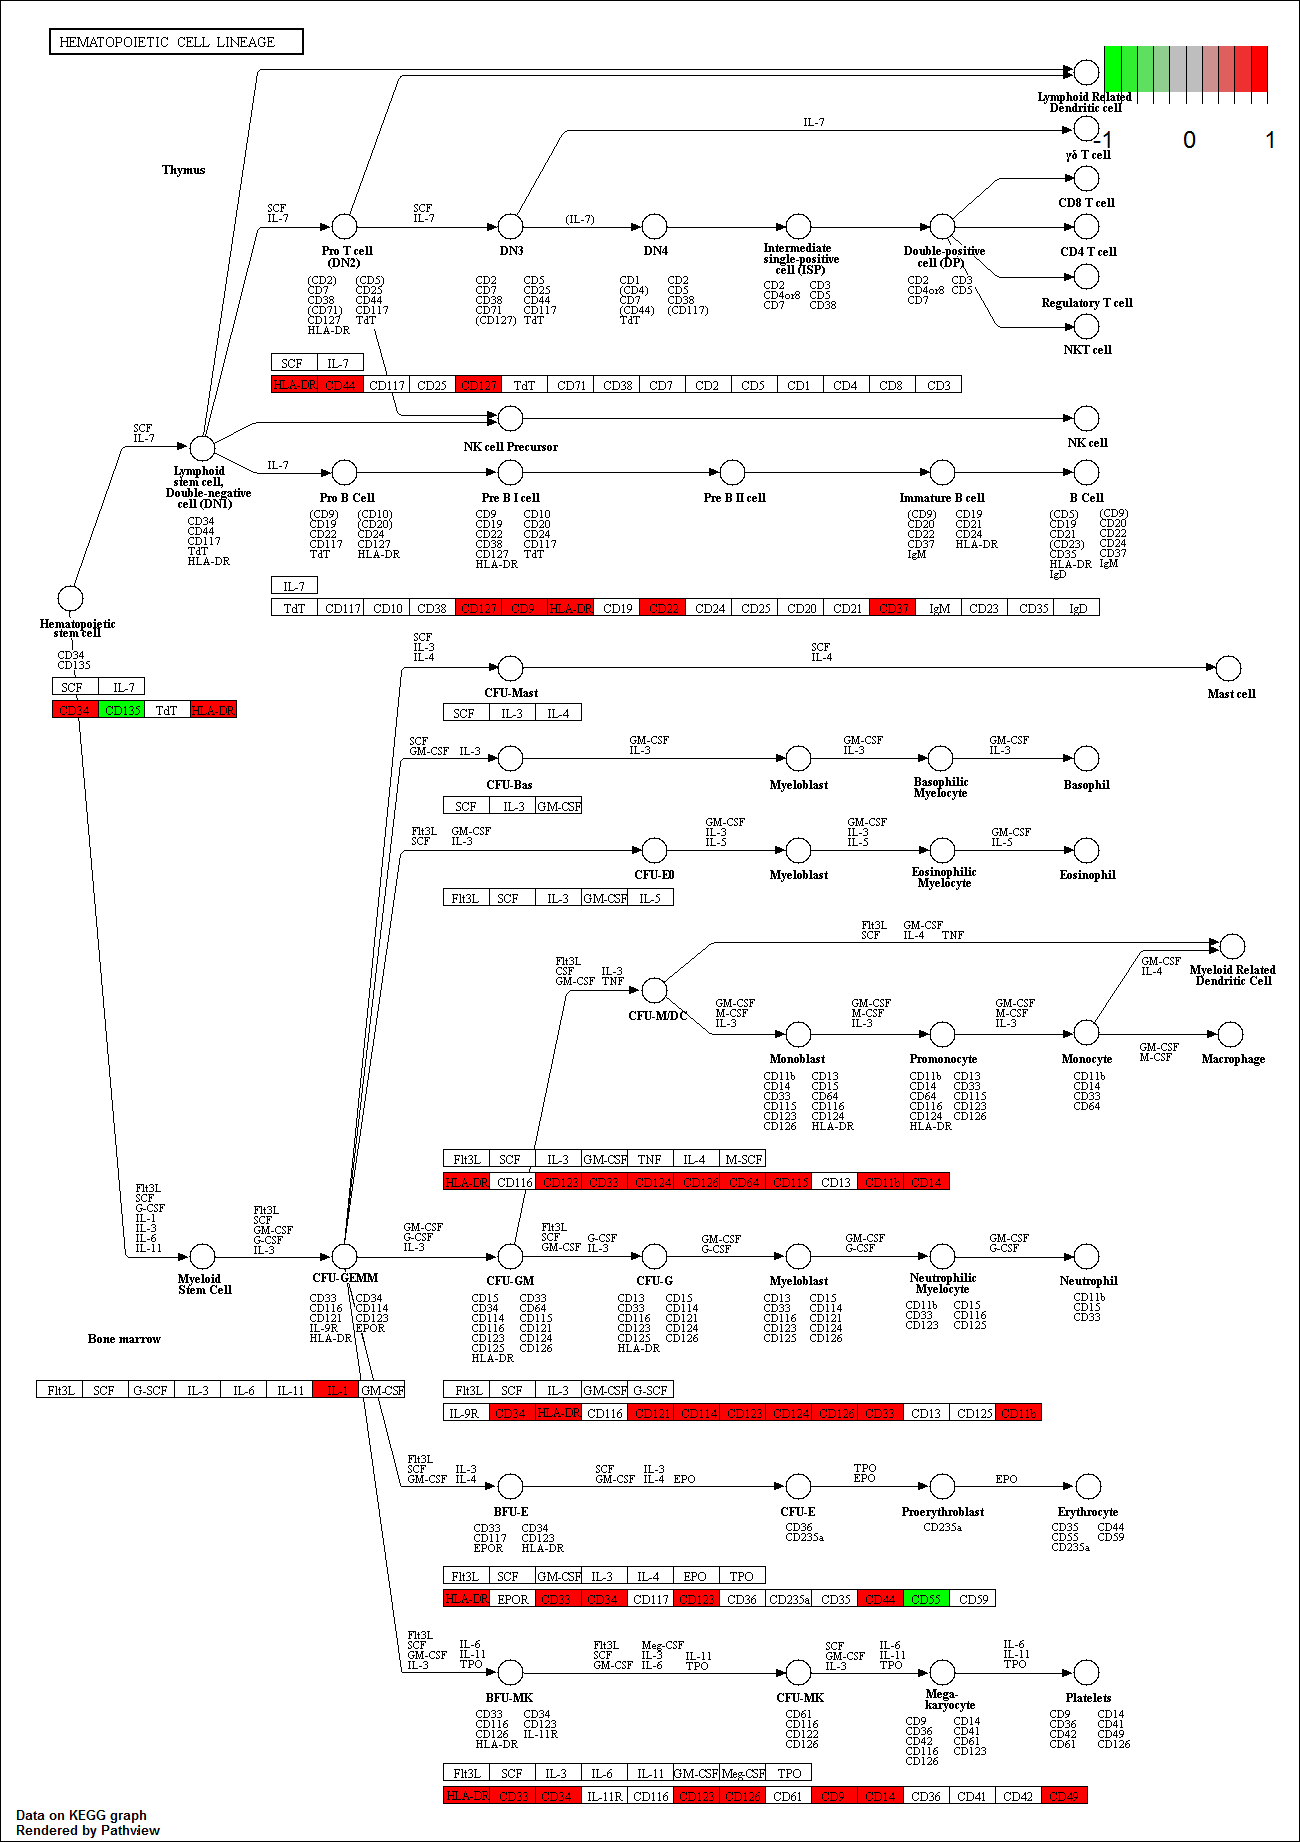 HEMATOPOIETIC CELL LINEAGE
-1 0 1
Lymphoid Related
Dendritic cell
IL-7
γδ T cell
Thymus
CD8 T cell
SCF
IL-7
SCF
IL-7
(IL-7)
Pro T cell
(DN2)
DN3
DN4
Intermediate
single-positive
cell (ISP)
Double-positive
cell (DP)
CD4 T cell
Regulatory T cell
NKT cell
(CD2) (CD5)
CD7 CD25
CD38 CD44
(CD71) CD117
CD127 TdT
HLA-DR
CD2 CD5
CD7 CD25
CD38 CD44
CD71 CD117
(CD127) TdT
CD1 CD2
(CD4) CD5
CD7 CD38
(CD44) (CD117)
TdT
CD2 CD3
CD4or8 CD5
CD7 CD38
CD2 CD3
CD4or8 CD5
CD7
SCF IL-7
HLA-DR CD44 CD117 CD25 CD127 TdT CD71 CD38 CD7 CD2 CD5 CD1 CD4 CD8 CD3
SCF
IL-7
NK cell Precursor
NK cell
IL-7
Lymphoid
stem cell,
Double-negative
cell (DN1)
CD34
CD44
CD117
TdT
HLA-DR
Pro B Cell
Pre B I cell
Pre B II cell
Immature B cell
B Cell
(CD9) (CD10)
CD19 (CD20)
CD22 CD24
CD117 CD127
TdT HLA-DR
CD9 CD10
CD19 CD20
CD22 CD24
CD38 CD117
CD127 TdT
HLA-DR
(CD9) CD19
CD20 CD21
CD22 CD24
CD37 HLA-DR
IgM
(CD5) (CD9)
CD19 CD20
CD21 CD22
(CD23) CD24
CD35 CD37
HLA-DR IgM
IgD
IL-7
TdT CD117 CD10 CD38 CD127 CD9 HLA-DR CD19 CD22 CD24 CD25 CD20 CD21 CD37 IgM CD23 CD35 IgD
Hematopoietic
stem cell
CD34
CD135
SCF IL-7
CD34 CD135 TdT HLA-DR
SCF
IL-3
IL-4
SCF
IL-4
CFU-Mast
Mast cell
SCF IL-3 IL-4
SCF
GM-CSF IL-3
GM-CSF
IL-3
GM-CSF
IL-3
GM-CSF
IL-3
CFU-Bas
Myeloblast
Basophilic
Myelocyte
Basophil
SCF IL-3 GM-CSF
Flt3L GM-CSF
SCF IL-3
GM-CSF
IL-3
IL-5
GM-CSF
IL-3
IL-5
GM-CSF
IL-5
CFU-E0
Myeloblast
Eosinophilic
Myelocyte
Eosinophil
Flt3L SCF IL-3 GM-CSF IL-5
Flt3L GM-CSF
SCF IL-4 TNF
Flt3L
CSF IL-3
GM-CSF TNF
GM-CSF
IL-4
Myeloid Related
Dendritic Cell
CFU-M/DC
GM-CSF
M-CSF
IL-3
GM-CSF
M-CSF
IL-3
GM-CSF
M-CSF
IL-3
GM-CSF
M-CSF
Monoblast
Promonocyte
Monocyte
Macrophage
CD11b CD13
CD14 CD15
CD33 CD64
CD115 CD116
CD123 CD124
CD126 HLA-DR
CD11b CD13
CD14 CD33
CD64 CD115
CD116 CD123
CD124 CD126
HLA-DR
CD11b
CD14
CD33
CD64
Flt3L SCF IL-3 GM-CSF TNF IL-4 M-SCF
HLA-DR CD116 CD123 CD33 CD124 CD126 CD64 CD115 CD13 CD11b CD14
Flt3L
SCF
G-CSF
IL-1
IL-3
IL-6
IL-11
Flt3L
SCF
GM-CSF
G-CSF
IL-3
GM-CSF
G-CSF
IL-3
Flt3L
SCF G-CSF
GM-CSF IL-3
GM-CSF
G-CSF
GM-CSF
G-CSF
GM-CSF
G-CSF
Myeloid
Stem Cell
CFU-GEMM
CFU-GM
CFU-G
Myeloblast
Neutrophilic
Myelocyte
Neutrophil
CD33 CD34
CD116 CD114
CD121 CD123
IL-9R EPOR
HLA-DR
CD15 CD33
CD34 CD64
CD114 CD115
CD116 CD121
CD123 CD124
CD125 CD126
HLA-DR
CD13 CD15
CD33 CD114
CD116 CD121
CD123 CD124
CD125 CD126
HLA-DR
CD13 CD15
CD33 CD114
CD116 CD121
CD123 CD124
CD125 CD126
CD11b CD15
CD33 CD116
CD123 CD125
CD11b
CD15
CD33
Bone marrow
Flt3L SCF G-SCF IL-3 IL-6 IL-11 IL-1 GM-CSF
Flt3L SCF IL-3 GM-CSF G-SCF
IL-9R CD34 HLA-DR CD116 CD121 CD114 CD123 CD124 CD126 CD33 CD13 CD125 CD11b
Flt3L
SCF IL-3
GM-CSF IL-4
SCF IL-3
GM-CSF IL-4 EPO
TPO
EPO
EPO
BFU-E
CFU-E
Proerythroblast
Erythrocyte
CD33 CD34
CD117 CD123
EPOR HLA-DR
CD36
CD235a
CD235a
CD35 CD44
CD55 CD59
CD235a
Flt3L SCF GM-CSF IL-3 IL-4 EPO TPO
HLA-DR EPOR CD33 CD34 CD117 CD123 CD36 CD235a CD35 CD44 CD55 CD59
Flt3L
SCF IL-6
GM-CSF IL-11
IL-3 TPO
Flt3L Meg-CSF
SCF IL-3 IL-11
GM-CSF IL-6 TPO
SCF IL-6
GM-CSF IL-11
IL-3 TPO
IL-6
IL-11
TPO
BFU-MK
CFU-MK
Mega-
karyocyte
Platelets
CD33 CD34
CD116 CD123
CD126 IL-11R
HLA-DR
CD61
CD116
CD122
CD126
CD9 CD14
CD36 CD41
CD42 CD61
CD116 CD123
CD126
CD9 CD14
CD36 CD41
CD42 CD49
CD61 CD126
Flt3L SCF IL-3 IL-6 IL-11 GM-CSF Meg-CSF TPO
HLA-DR CD33 CD34 IL-11R CD116 CD123 CD126 CD61 CD9 CD14 CD36 CD41 CD42 CD49
Data on KEGG graph
Rendered by Pathview